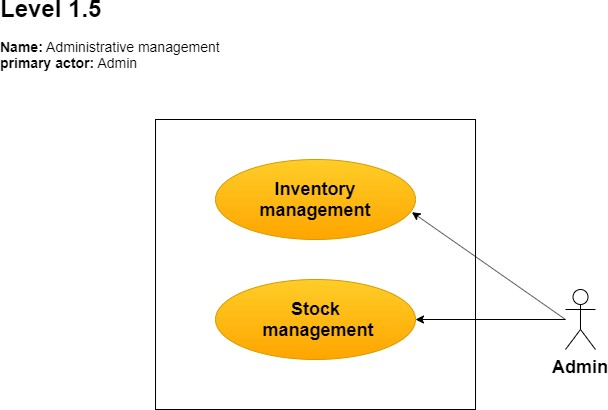 Level 1.5
Name: Administrative management
primary actor: Admin
Inventory
management
Stock
management
Admin